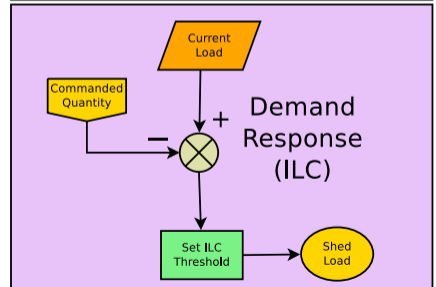 Current
Load
Commanded
Quantity
+
−
Demand
Response
(ILC)
Set ILC
Threshold
Shed
Load